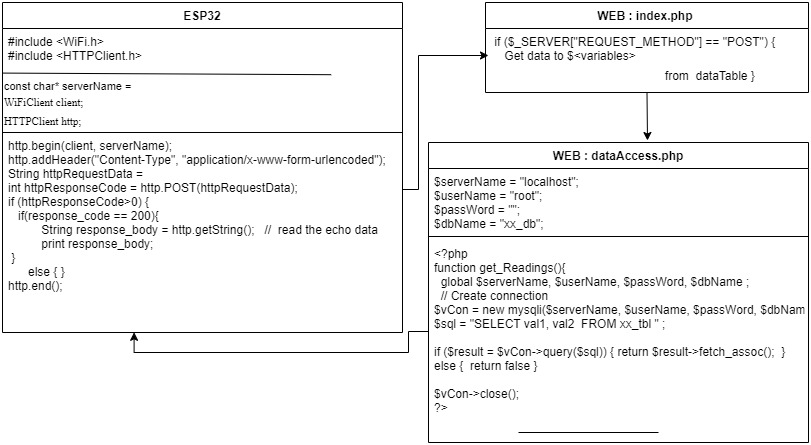 ESP32
#include <WiFi.h>
#include <HTTPClient.h>
const char* serverName =
WiFiClient client;
HTTPClient http;
http.begin(client, serverName);
http.addHeader("Content-Type", "application/x-www-form-urlencoded");
String httpRequestData =
int httpResponseCode = http.POST(httpRequestData);
if (httpResponseCode>0) {
if(response_code == 200){
String response_body = http.getString(); // read the echo data
print response_body;
}
else { }
http.end();
WEB : index.php
if ($_SERVER["REQUEST_METHOD"] == "POST") {
Get data to $<variables>
from dataTable }
WEB : dataAccess.php
$serverName = "localhost";
$userName = "root";
$passWord = "";
$dbName = "xx_db";
<?php
function get_Readings(){
global $serverName, $userName, $passWord, $dbName ;
// Create connection
$vCon = new mysqli($serverName, $userName, $passWord, $dbNam
$sql = "SELECT val1, val2 FROM xx_tbl " ;
if ($result = $vCon->query($sql)) { return $result->fetch_assoc(); }
else { return false }
$vCon->close();
?>